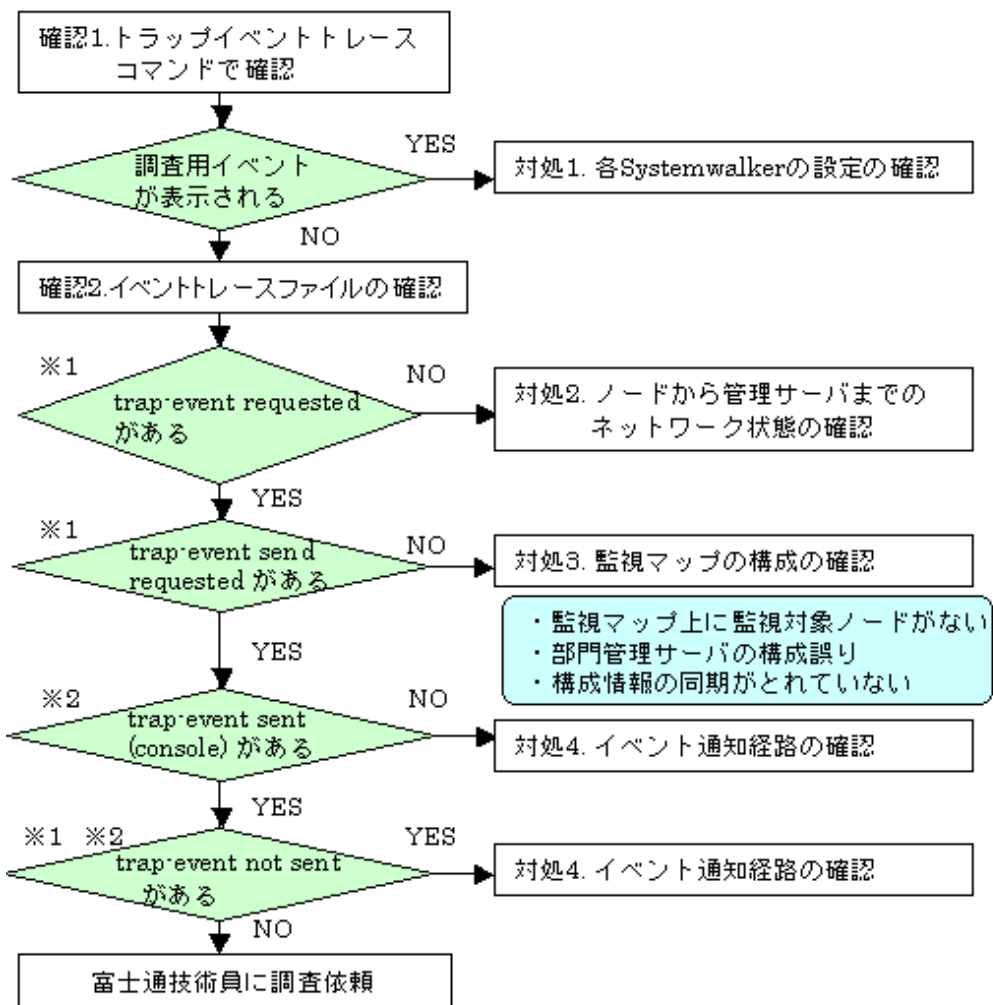 確認1.トラップイベントトレース
コマンドで確認
調査用イベント
が表示される
YES
対処1. 各Systemwalkerの設定の確認
NO
確認2.イベントトレースファイルの確認
※1
trap-event requested
がある
NO
対処2. ノードから管理サーバまでの
ネットワーク状態の確認
YES
※1
trap-event send
requested がある
NO
対処3. 監視マップの構成の確認
・監視マップ上に監視対象ノードがない
・部門管理サーバの構成誤り
・構成情報の同期がとれていない
YES
※2
trap-event sent
(console) がある
NO
対処4. イベント通知経路の確認
YES
※1 ※2
trap-event not sent
がある
YES
対処4. イベント通知経路の確認
NO
富士通技術員に調査依頼